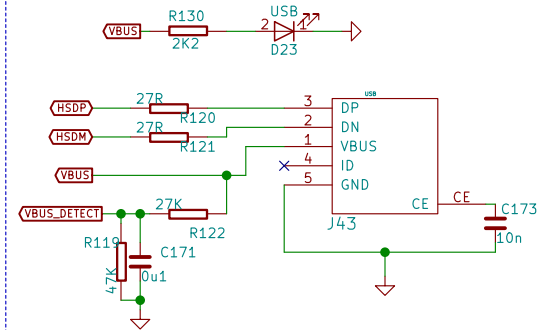 R130
USB
VBUS
2
1
2K2
D23
USB
27R
HSDP
3
DP
R120
27R
HSDM
2
DN
R121
1
VBUS
4
ID
VBUS
5
GND
27K
CE
CE
C173
VBUS_DETECT
J43
R122
10n
R119
C171
47K
0u1